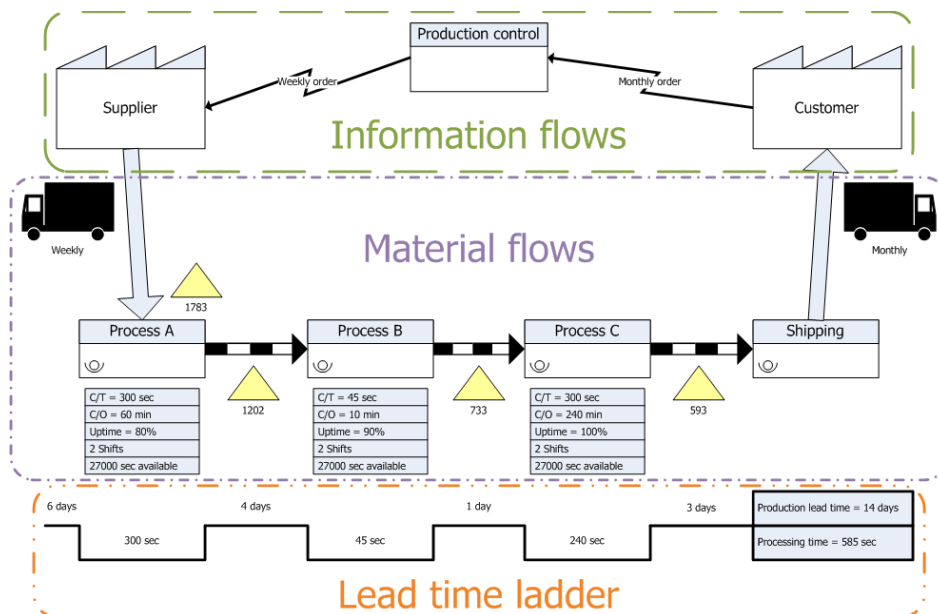 Production control
Supplier
Weekly order
Monthly order
Customer
Information flows
Weekly
Material flows
Monthly
1783
Process A
Process B
Process C
Shipping
1202
733
593
C/T = 300 sec
C/O = 60 min
Uptime = 80%
2 Shifts
27000 sec available
C/T = 45 sec
C/O = 10 min
Uptime = 90%
2 Shifts
27000 sec available
C/T = 300 sec
C/O = 240 min
Uptime = 100%
2 Shifts
27000 sec available
6 days
4 days
1 day
3 days
Production lead time = 14 days
300 sec
45 sec
240 sec
Processing time = 585 sec
Lead time ladder